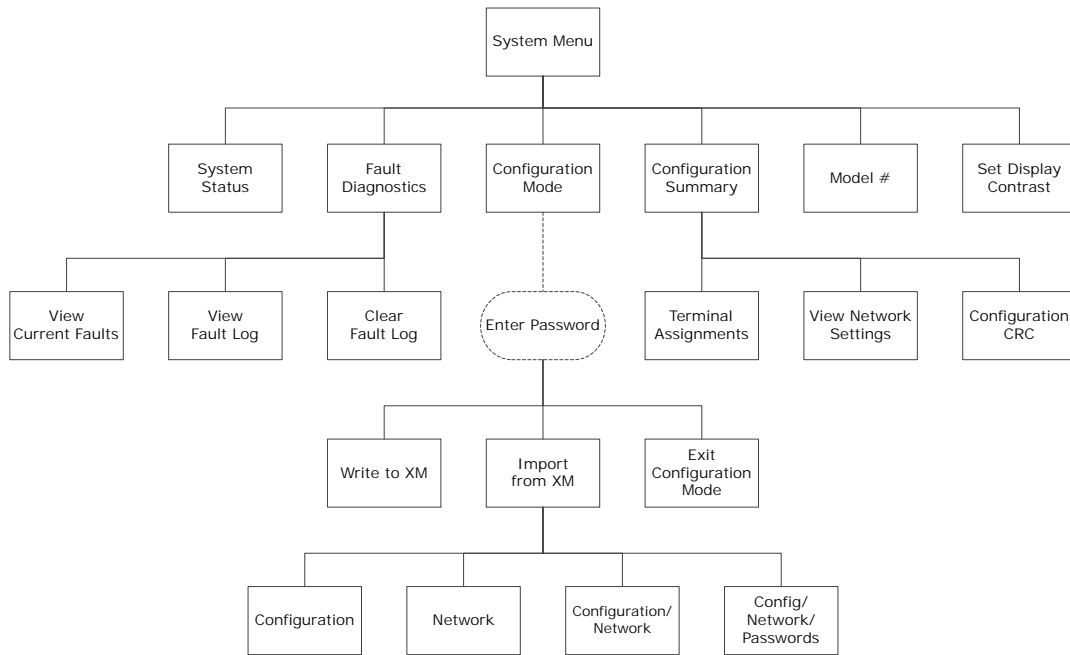 System Menu
System
Status
Fault
Diagnostics
Configuration
Mode
Configuration
Summary
Model #
Set Display
Contrast
View
Current Faults
View
Fault Log
Clear
Fault Log
Enter Password
Terminal
Assignments
View Network
Settings
Configuration
CRC
Write to XM
Import
from XM
Exit
Configuration
Mode
Configuration
Network
Configuration/
Network
Config/
Network/
Passwords